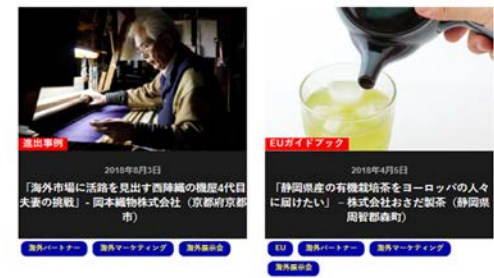 進出事例
2018年8月3日
「海外市場に活路を見出す西陣織の機屋4代目
夫妻の挑戦」- 岡本織物株式会社（京都府京都
市）
海外パートナー
海外マーケティング
海外展示会
EUガイドブック
2018年4月5日
「静岡県産の有機栽培茶をヨーロッパの人々
に届けたい」 – 株式会社おさだ製茶（静岡県
周智郡森町）
EU
海外パートナー
海外マーケティング
海外展示会